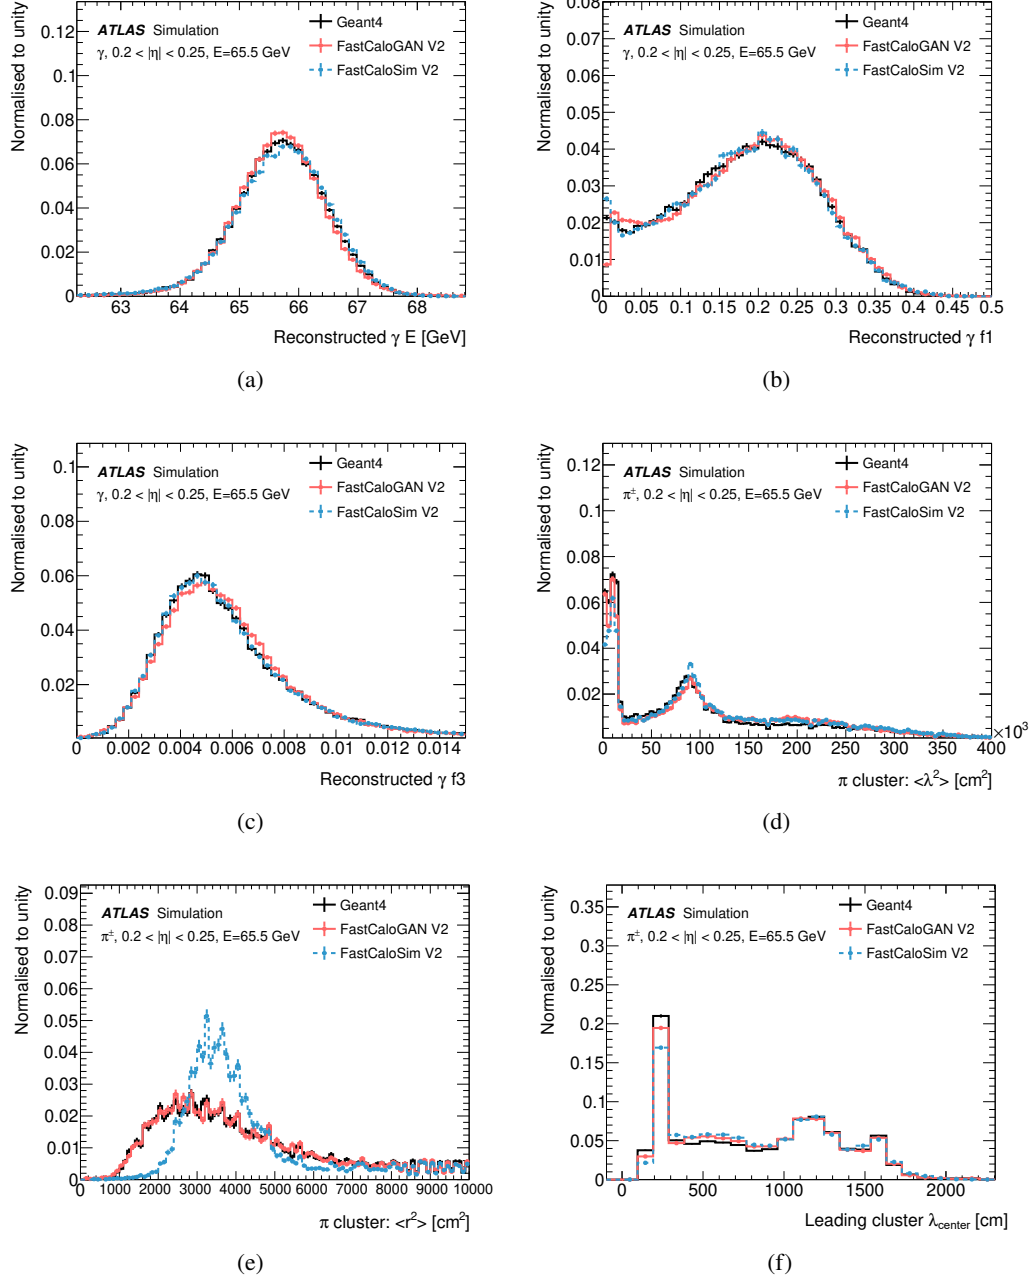 Normalised to unity
0.12
0.1
0.08
0.06
0.04
0.02
0
ATLAS Simulation
γ, 0.2 < |η| < 0.25, E=65.5 GeV
Geant4
FastCaloGAN V2
FastCaloSim V2
63 64 65 66 67 68
Reconstructed γ E [GeV]
(a)
Normalised to unity
0.08
0.07
0.06
0.05
0.04
0.03
0.02
0.01
0
ATLAS Simulation
γ, 0.2 < |η| < 0.25, E=65.5 GeV
Geant4
FastCaloGAN V2
FastCaloSim V2
0 0.05 0.1 0.15 0.2 0.25 0.3 0.35 0.4 0.45 0.5
Reconstructed γ f1
(b)
Normalised to unity
0.1
0.08
0.06
0.04
0.02
ATLAS Simulation
γ, 0.2 < |η| < 0.25, E=65.5 GeV
Geant4
FastCaloGAN V2
FastCaloSim V2
0 0.002 0.004 0.006 0.008 0.01 0.012 0.014
Reconstructed γ f3
(c)
Normalised to unity
0.12
0.1
0.08
0.06
0.04
0.02
ATLAS Simulation
π±, 0.2 < |η| < 0.25, E=65.5 GeV
Geant4
FastCaloGAN V2
FastCaloSim V2
0 50 100 150 200 250 300 350 400
×10³
π cluster: <λ²> [cm²]
(d)
Normalised to unity
0.09
0.08
0.07
0.06
0.05
0.04
0.03
0.02
0.01
0
ATLAS Simulation
π±, 0.2 < |η| < 0.25, E=65.5 GeV
Geant4
FastCaloGAN V2
FastCaloSim V2
0 1000 2000 3000 4000 5000 6000 7000 8000 9000 10000
π cluster: <r²> [cm²]
(e)
Normalised to unity
0.35
0.3
0.25
0.2
0.15
0.1
0.05
0
ATLAS Simulation
π±, 0.2 < |η| < 0.25, E=65.5 GeV
Geant4
FastCaloGAN V2
FastCaloSim V2
0 500 1000 1500 2000
Leading cluster λcenter [cm]
(f)